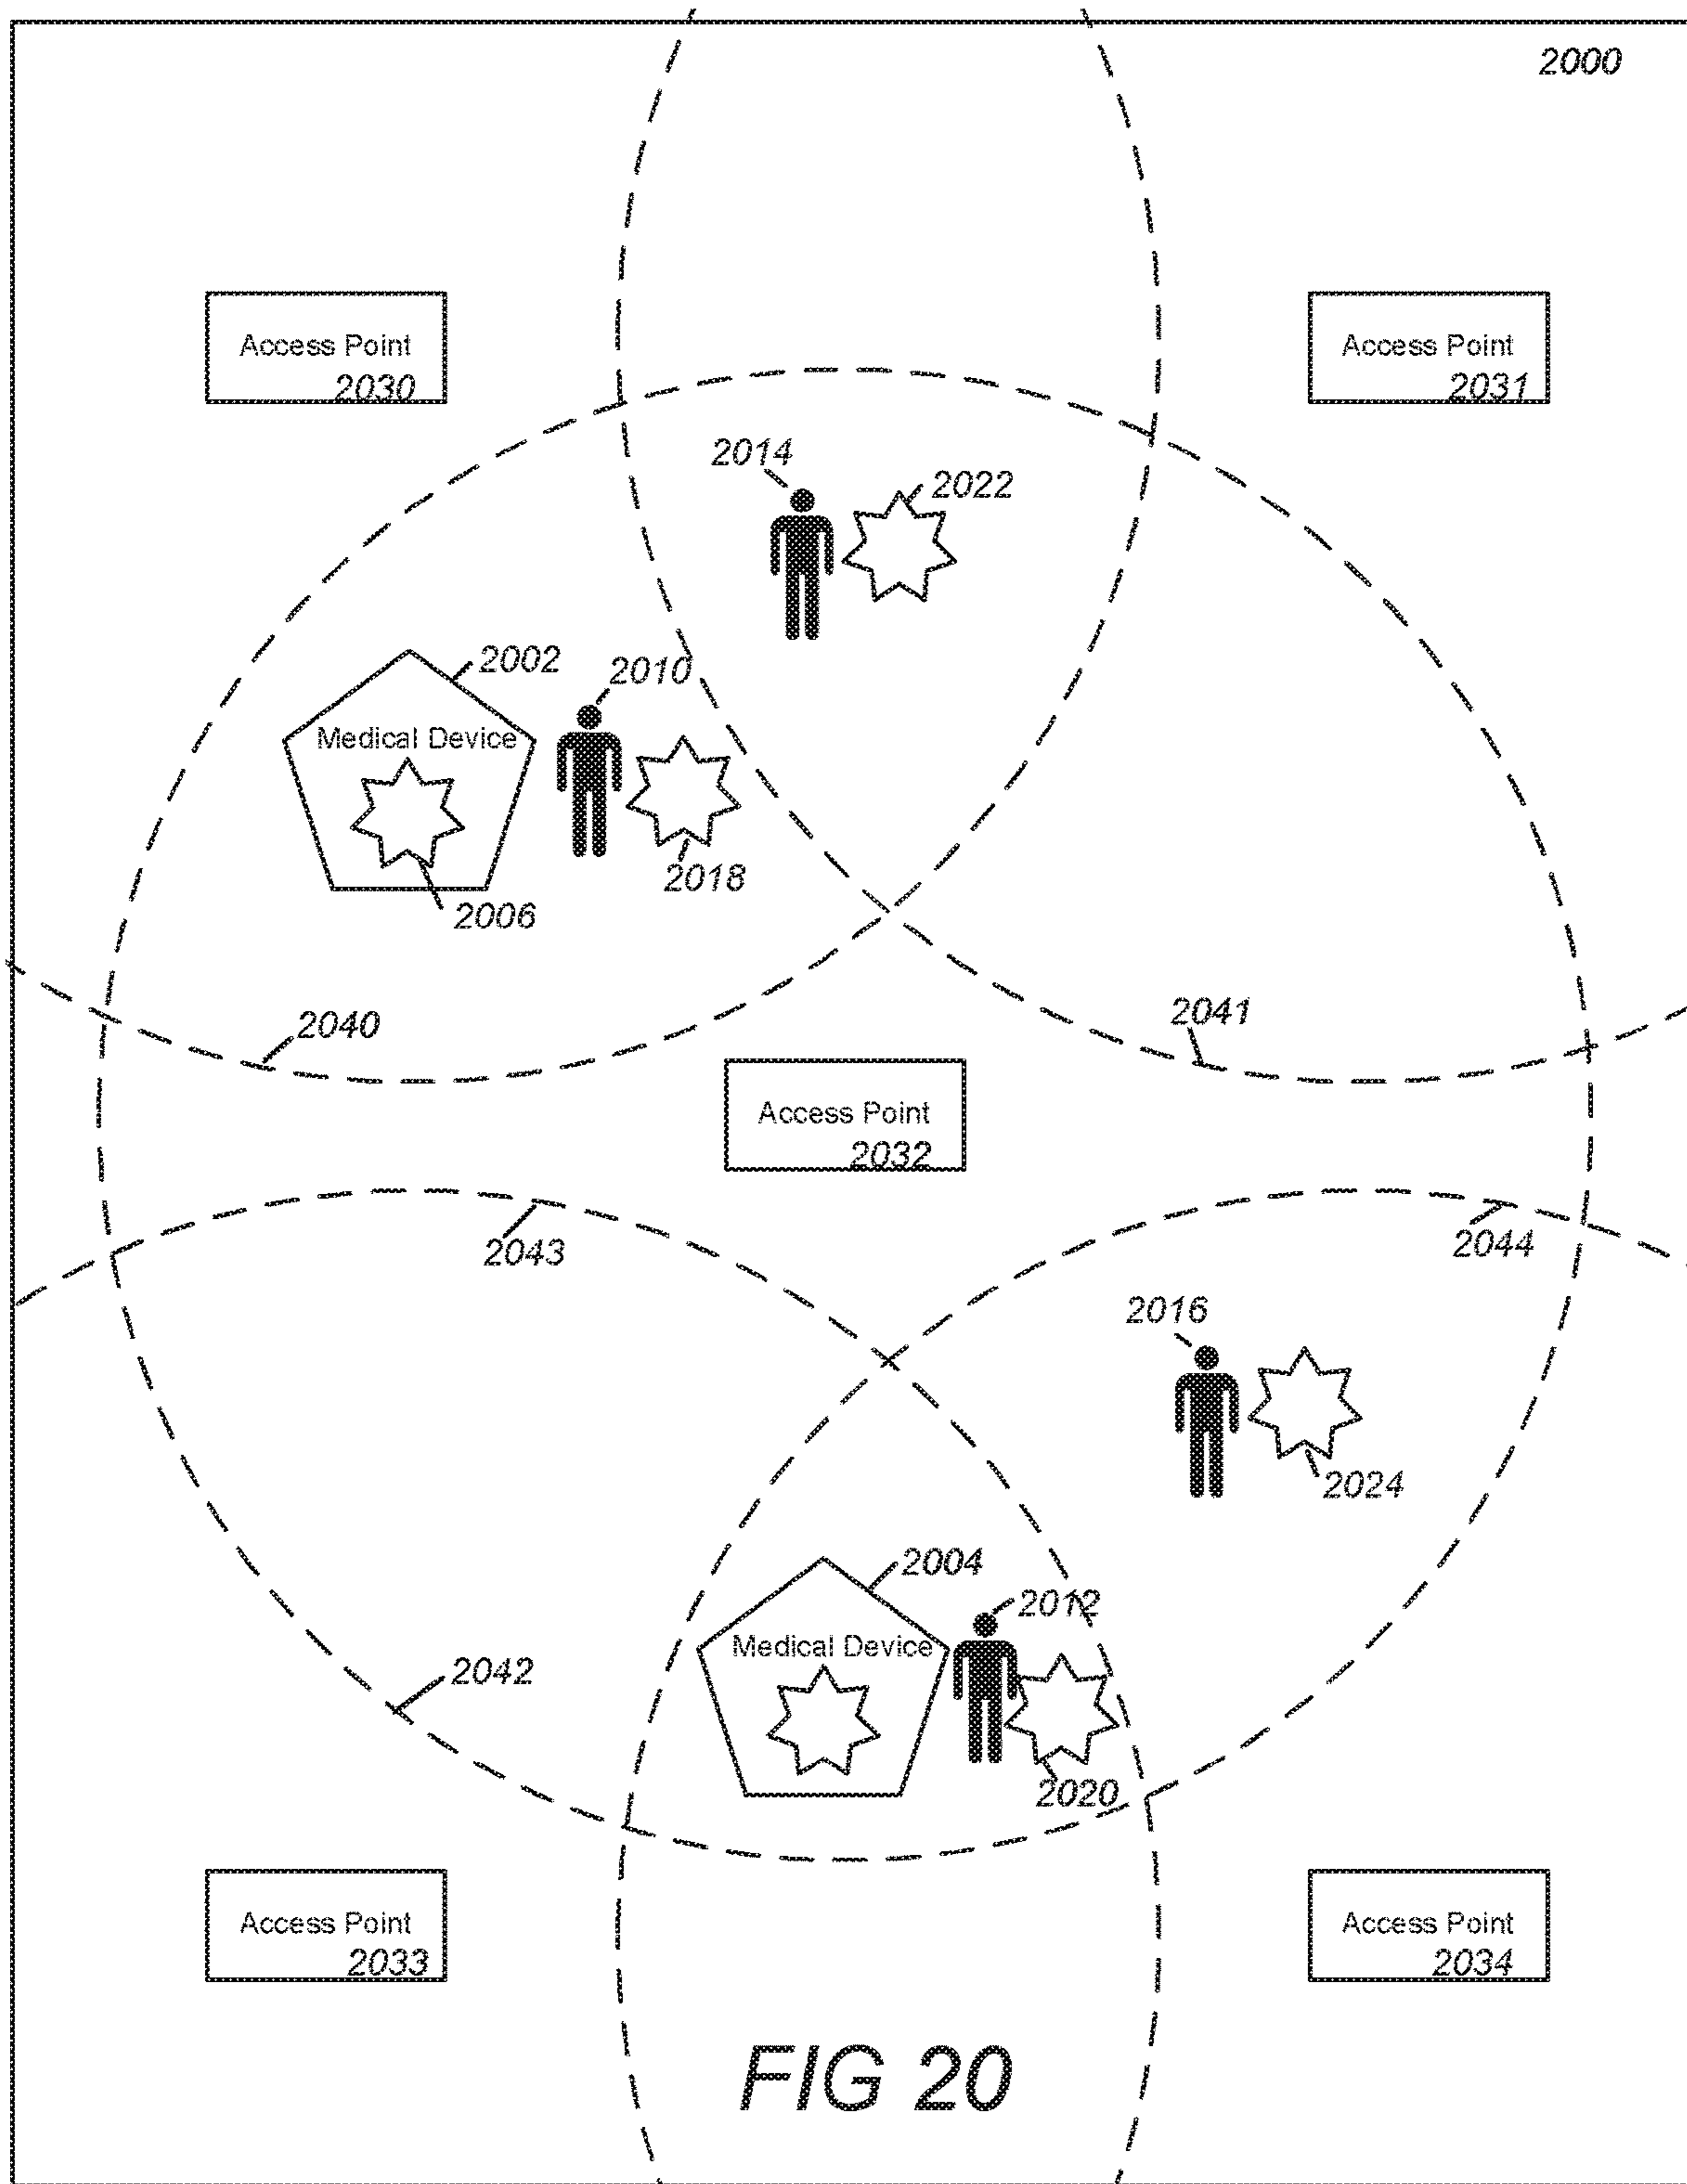 2000
Access Point
2030
Access Point
2031
2014
2022
2002
2010
Medical Device
2018
2006
2040
2041
Access Point
2032
2043
2044
2016
2024
2004
2012
Medical Device
2042
2020
Access Point
2033
Access Point
2034
FIG 20